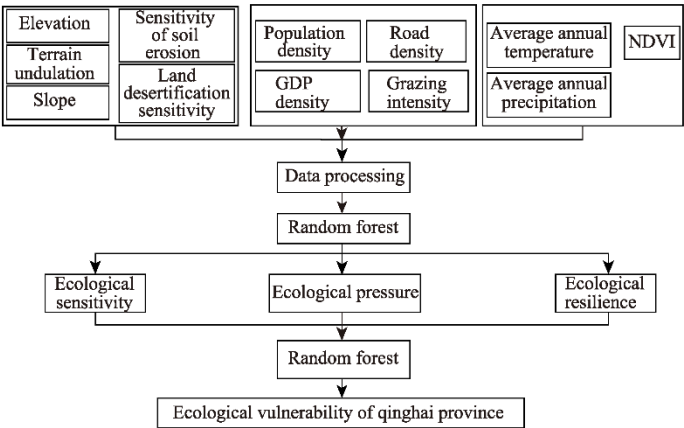 Elevation
Terrain
undulation
Slope
Sensitivity
of soil
erosion
Land
desertification
sensitivity
Population
density
Road
density
GDP
density
Grazing
intensity
Average annual
temperature
NDVI
Average annual
precipitation
Data processing
Random forest
Ecological
sensitivity
Ecological pressure
Ecological
resilience
Random forest
Ecological vulnerability of qinghai province